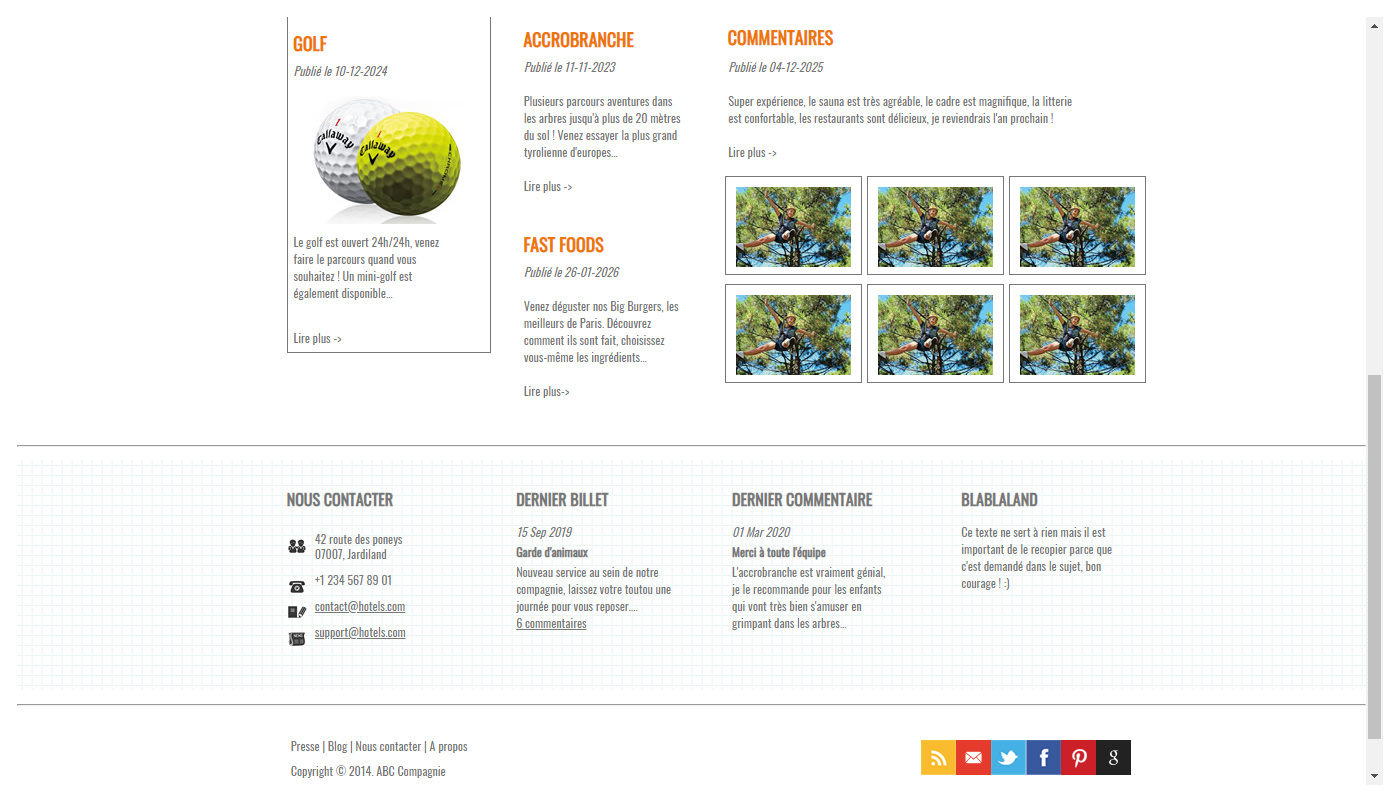 GOLF
Publié le 10-12-2024
Callaway
Callaway
Le golf est ouvert 24h/24h, venez
faire le parcours quand vous
souhaitez ! Un mini-golf est
également disponible...
Lire plus ->
ACCROBRANCHE
Publié le 11-11-2023
Plusieurs parcours aventures dans
les arbres jusqu'à plus de 20 mètres
du sol ! Venez essayer la plus grand
tyrolienne d'europes...
Lire plus ->
FAST FOODS
Publié le 26-01-2026
Venez déguster nos Big Burgers, les
meilleurs de Paris. Découvrez
comment ils sont fait, choisissez
vous-même les ingrédients...
Lire plus->
COMMENTAIRES
Publié le 04-12-2025
Super expérience, le sauna est très agréable, le cadre est magnifique, la litterie
est confortable, les restaurants sont délicieux, je reviendrais l'an prochain !
Lire plus ->
NOUS CONTACTER
42 route des poneys
07007, Jardiland
+1 234 567 89 01
contact@hotels.com
support@hotels.com
DERNIER BILLET
15 Sep 2019
Garde d'animaux
Nouveau service au sein de notre
compagnie, laissez votre toutou une
journée pour vous reposer....
6 commentaires
DERNIER COMMENTAIRE
01 Mar 2020
Merci à toute l'équipe
L'accrobranche est vraiment génial,
je le recommande pour les enfants
qui vont très bien s'amuser en
grimpant dans les arbres...
BLABLALAND
Ce texte ne sert à rien mais il est
important de le recopier parce que
c'est demandé dans le sujet, bon
courage ! :)
Presse | Blog | Nous contacter | A propos
Copyright © 2014. ABC Compagnie